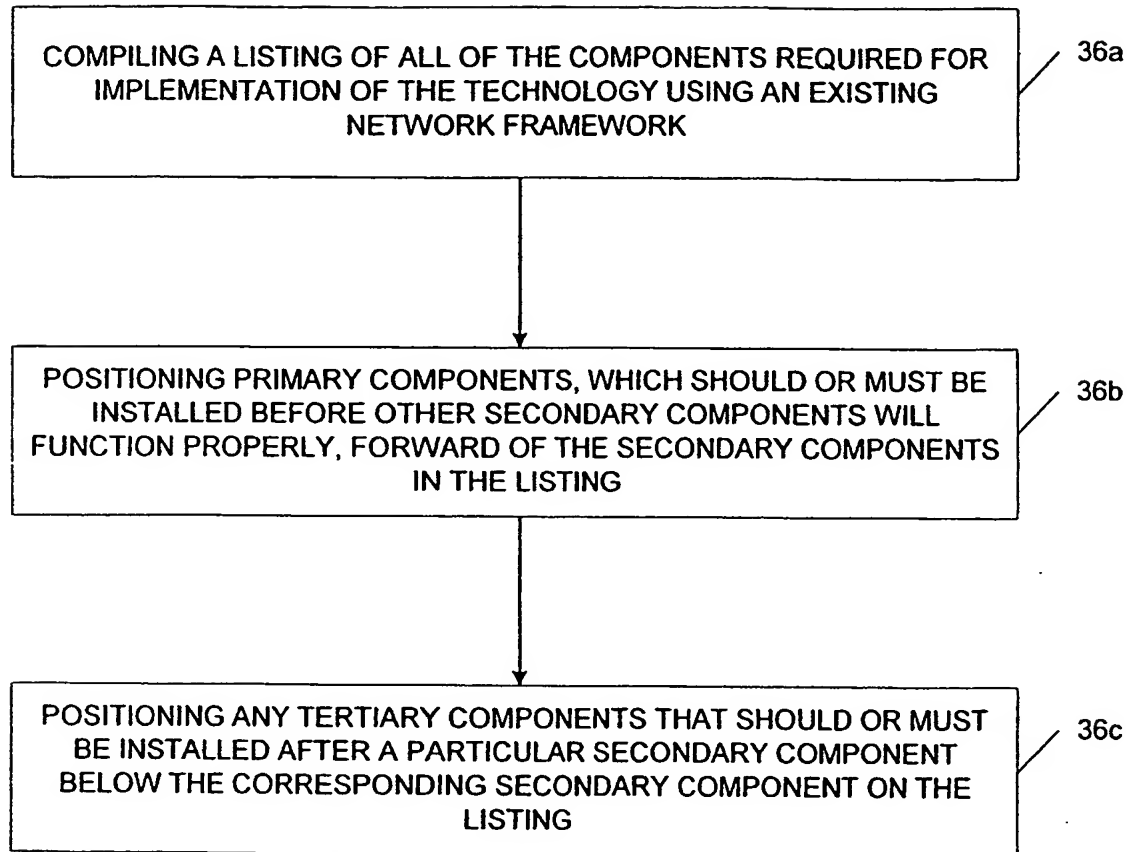 COMPILING A LISTING OF ALL OF THE COMPONENTS REQUIRED FOR
IMPLEMENTATION OF THE TECHNOLOGY USING AN EXISTING
NETWORK FRAMEWORK
36a
POSITIONING PRIMARY COMPONENTS, WHICH SHOULD OR MUST BE
INSTALLED BEFORE OTHER SECONDARY COMPONENTS WILL
FUNCTION PROPERLY, FORWARD OF THE SECONDARY COMPONENTS
IN THE LISTING
36b
POSITIONING ANY TERTIARY COMPONENTS THAT SHOULD OR MUST
BE INSTALLED AFTER A PARTICULAR SECONDARY COMPONENT
BELOW THE CORRESPONDING SECONDARY COMPONENT ON THE
LISTING
36c